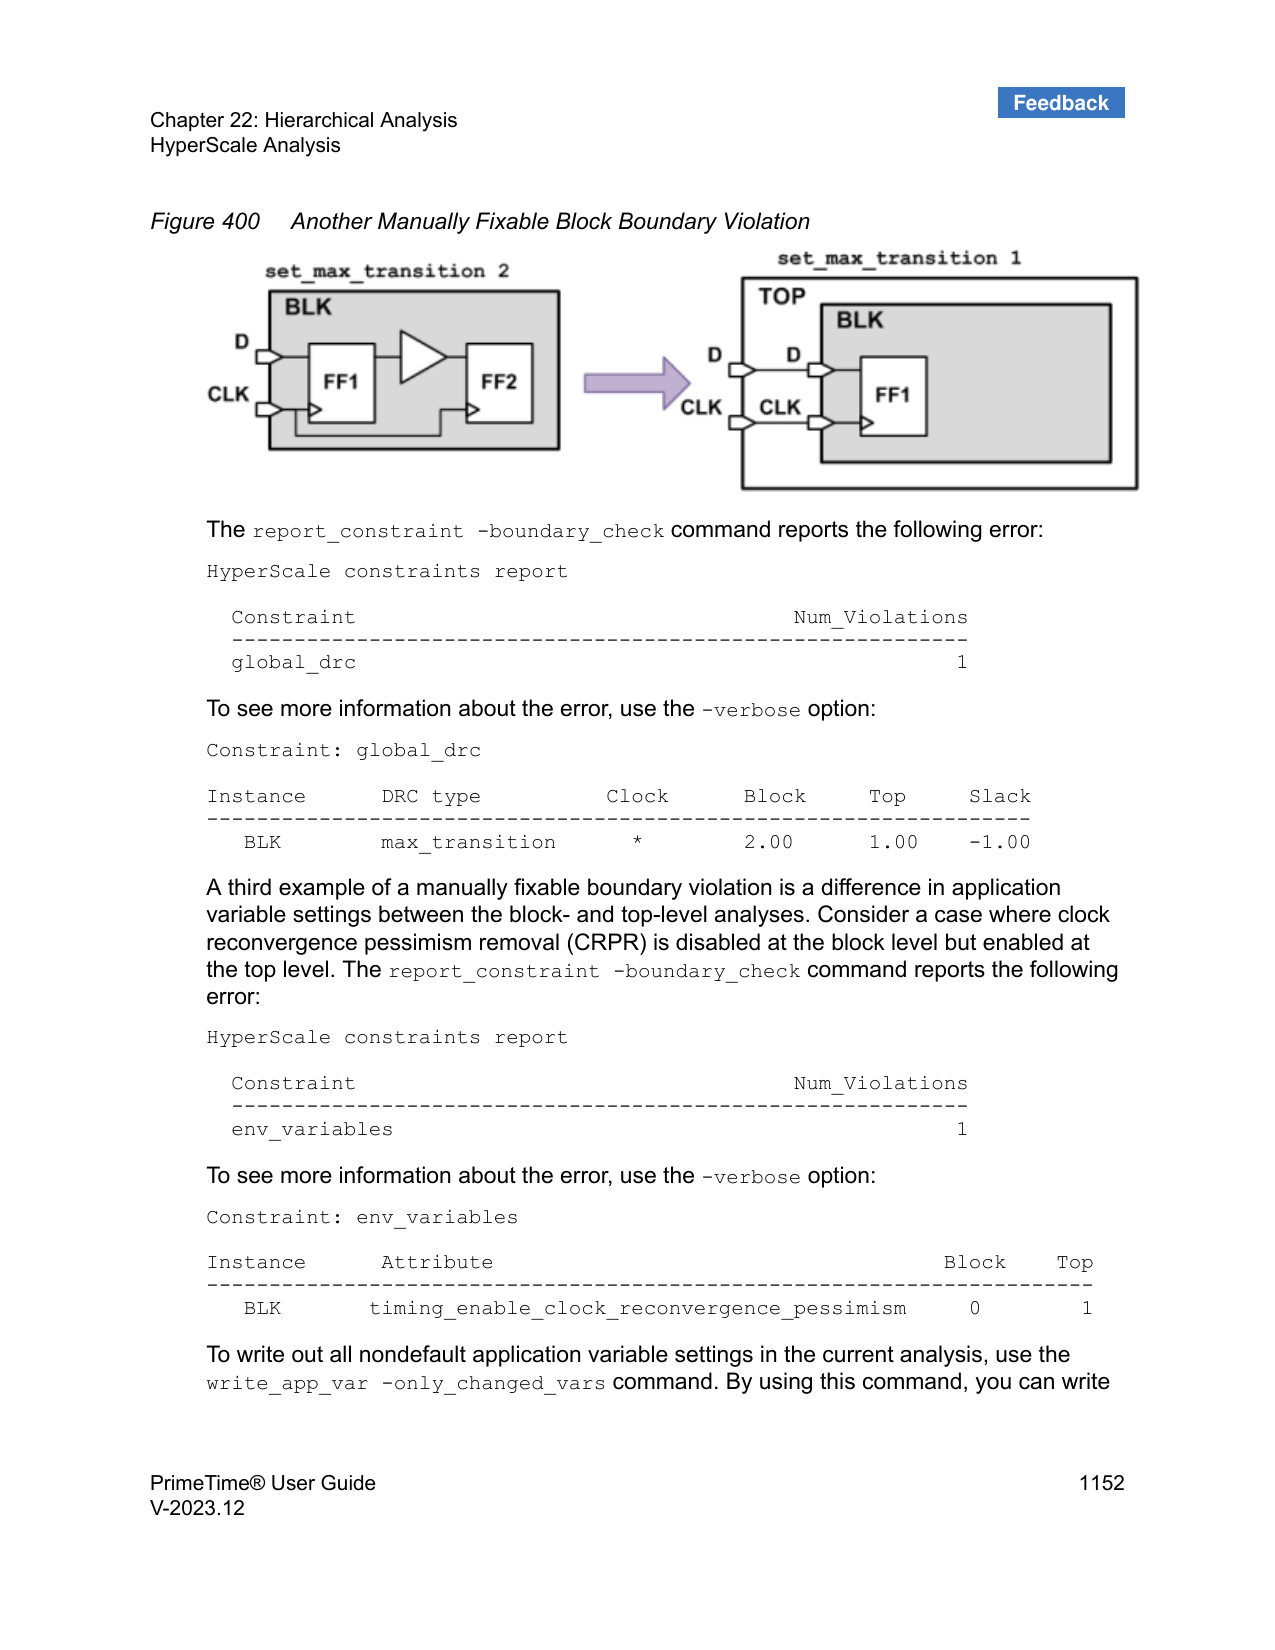 Feedback
Chapter 22: Hierarchical Analysis
HyperScale Analysis
Figure 400 Another Manually Fixable Block Boundary Violation
set_max_transition 2
BLK
D
CLK
FF1
FF2
set_max_transition 1
TOP
BLK
D
D
CLK
CLK
FF1
The report_constraint -boundary_check command reports the following error:
HyperScale constraints report
Constraint Num_Violations
-----------------------------------------------------------
global_drc 1
To see more information about the error, use the -verbose option:
Constraint: global_drc
Instance DRC type Clock Block Top Slack
------------------------------------------------------------------
BLK max_transition * 2.00 1.00 -1.00
A third example of a manually fixable boundary violation is a difference in application
variable settings between the block- and top-level analyses. Consider a case where clock
reconvergence pessimism removal (CRPR) is disabled at the block level but enabled at
the top level. The report_constraint -boundary_check command reports the following
error:
HyperScale constraints report
Constraint Num_Violations
-----------------------------------------------------------
env_variables 1
To see more information about the error, use the -verbose option:
Constraint: env_variables
Instance Attribute Block Top
-----------------------------------------------------------------------
BLK timing_enable_clock_reconvergence_pessimism 0 1
To write out all nondefault application variable settings in the current analysis, use the
write_app_var -only_changed_vars command. By using this command, you can write
PrimeTime® User Guide 1152
V-2023.12